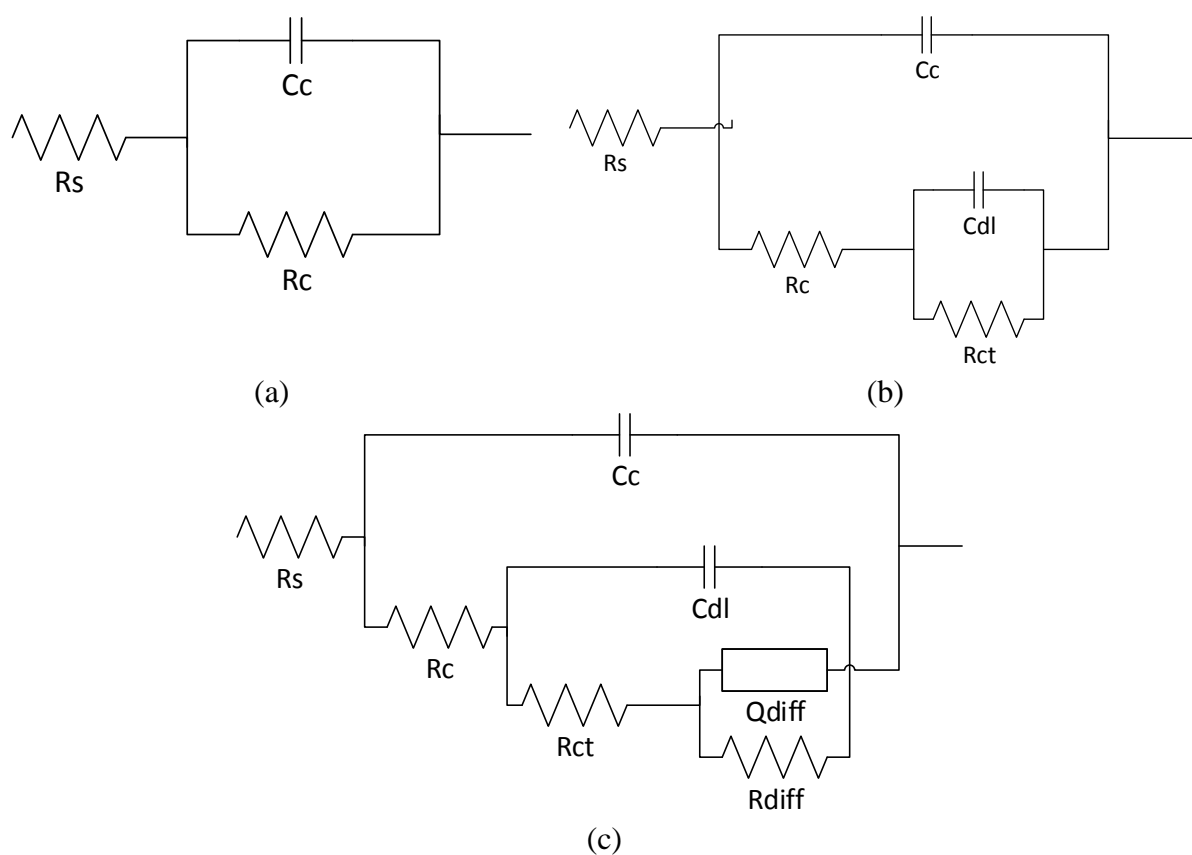 Cc
Rs
Rc
(a)
Cc
Rs
Cdl
Rc
Rct
(b)
Cc
Rs
Cdl
Rc
Qdiff
Rct
Rdiff
(c)